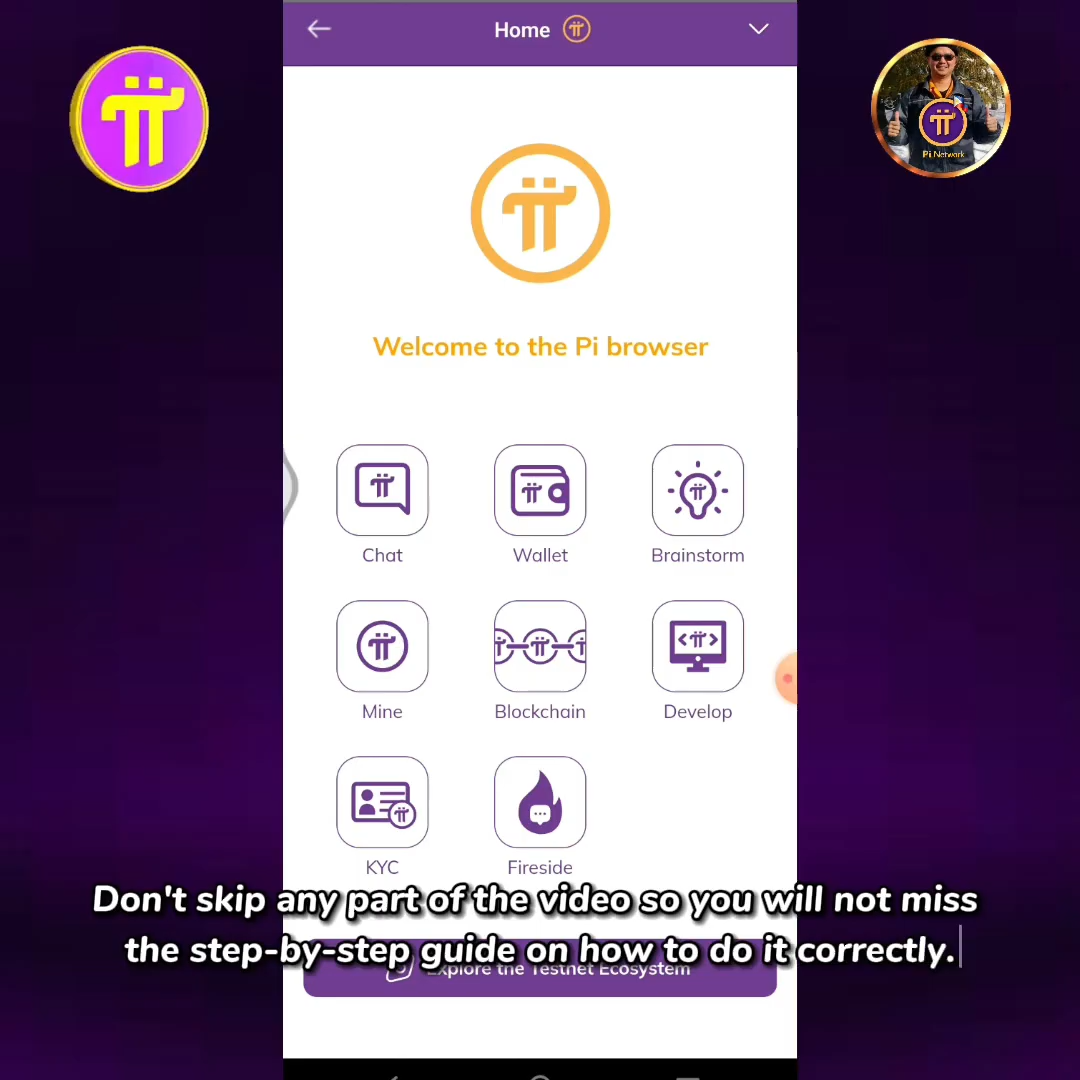 Home
Pi Network
Welcome to the Pi browser
Chat
Wallet
Brainstorm
Mine
Blockchain
Develop
KYC
Fireside
Don't skip any part of the video so you will not miss
the step-by-step guide on how to do it correctly.
Explore the Testnet Ecosystem